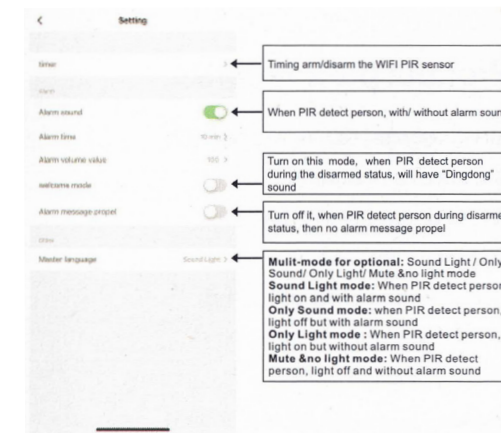 Setting
timer
Timing arm/disarm the WIFI PIR sensor
Alarm sound
When PIR detect person, with/ without alarm soun
Alarm time
10 min
Alarm volume value
100
Turn on this mode, when PIR detect person
during the disarmed status, will have "Dingdong"
sound
welcome mode
Alarm message propel
Turn off it, when PIR detect person during disarme
status, then no alarm message propel
Master language
Sound Light
Mulit-mode for optional: Sound Light / Only
Sound/ Only Light/ Mute &no light mode
Sound Light mode: When PIR detect person
light on and with alarm sound
Only Sound mode: when PIR detect person,
light off but with alarm sound
Only Light mode : When PIR detect person,
light on but without alarm sound
Mute &no light mode: When PIR detect
person, light off and without alarm sound